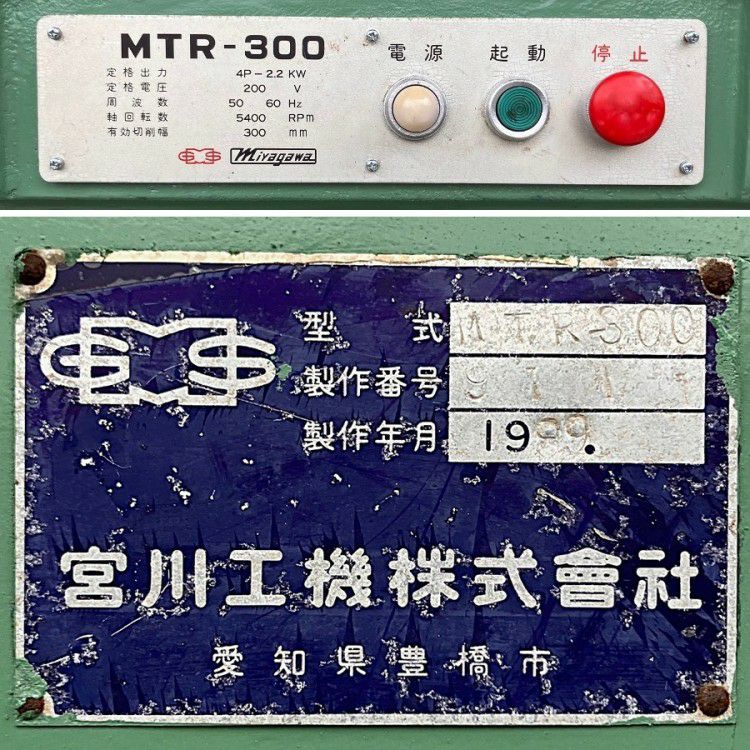 MTR-300
定格出力 4P-2.2 KW
定格電圧 200 V
周波数 50 60 Hz
軸回転数 5400 RPm
有効切削幅 300 mm
Miyagawa
電源 起動 停止
型式 MTR-300
製作番号
製作年月 1999.
宮川工機株式會社
愛知県豊橋市